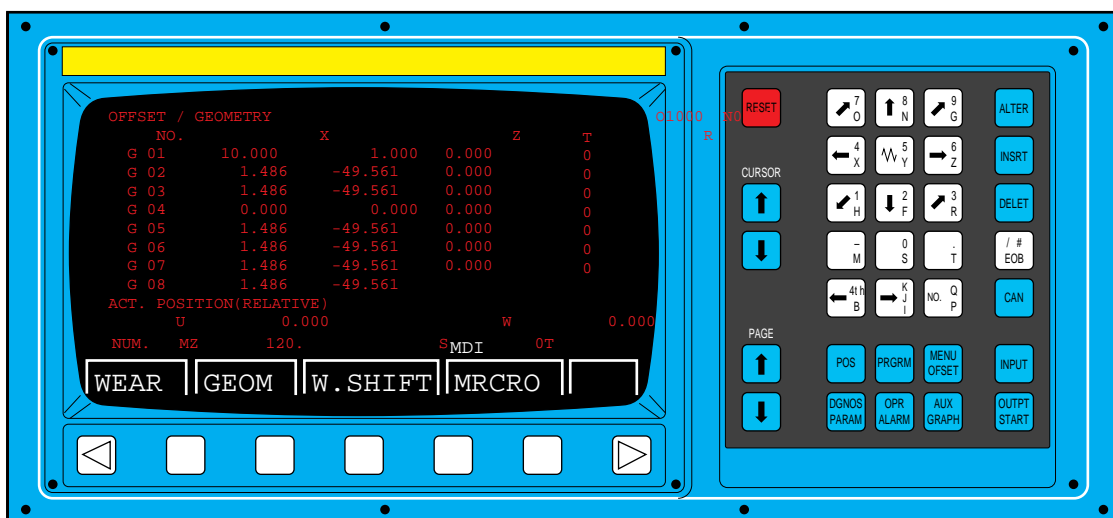 OFFSET / GEOMETRY O1000 N0
NO. X Z T R
G 01 10.000 1.000 0.000 0
G 02 1.486 -49.561 0.000 0
G 03 1.486 -49.561 0.000 0
G 04 0.000 0.000 0.000 0
G 05 1.486 -49.561 0.000 0
G 06 1.486 -49.561 0.000 0
G 07 1.486 -49.561 0.000 0
G 08 1.486 -49.561
ACT. POSITION(RELATIVE)
U 0.000 W 0.000
NUM. MZ 120. S 0T
MDI
WEAR GEOM W.SHIFT MRCRO
RESET
7 O
8 N
9 G
ALTER
4 X
5 Y
6 Z
INSRT
CURSOR
1 H
2 F
3 R
DELET
– M
0 S
. T
/ # EOB
4th B
K J I
NO. Q P
CAN
PAGE
POS
PRGRM
MENU OFSET
INPUT
DGNOS PARAM
OPR ALARM
AUX GRAPH
OUTPT START